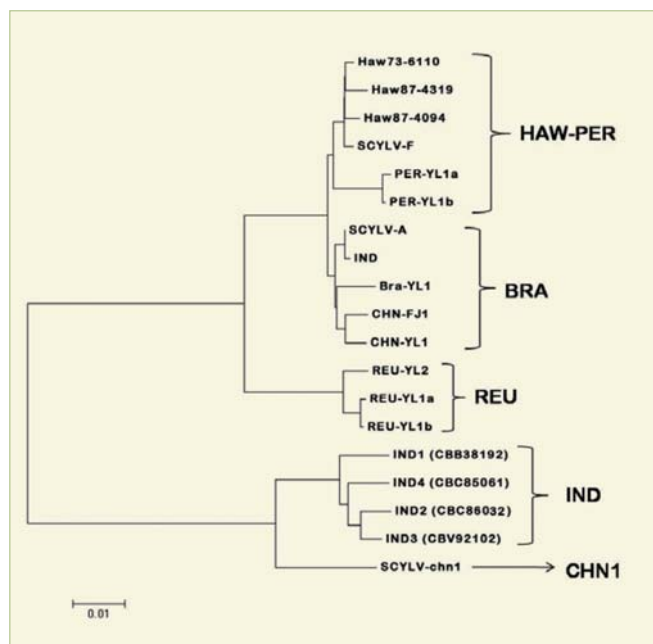 Haw73-6110
Haw87-4319
Haw87-4094
SCYLV-F
HAW-PER
PER-YL1a
PER-YL1b
SCYLV-A
IND
Bra-YL1
BRA
CHN-FJ1
CHN-YL1
REU-YL2
REU-YL1a
REU
REU-YL1b
IND1 (CBB38192)
IND4 (CBC85061)
IND
IND2 (CBC86032)
IND3 (CBV92102)
SCYLV-chn1
CHN1
0.01